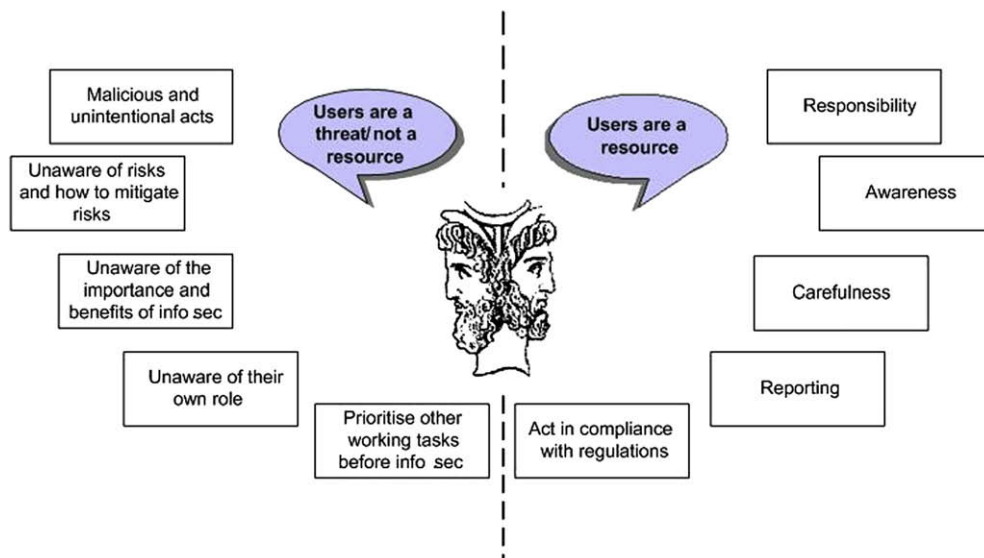 Malicious and
unintentional acts
Users are a
threat/not a
resource
Users are a
resource
Responsibility
Unaware of risks
and how to mitigate
risks
Awareness
Unaware of the
importance and
benefits of info sec
Carefulness
Unaware of their
own role
Reporting
Prioritise other
working tasks
before info sec
Act in compliance
with regulations